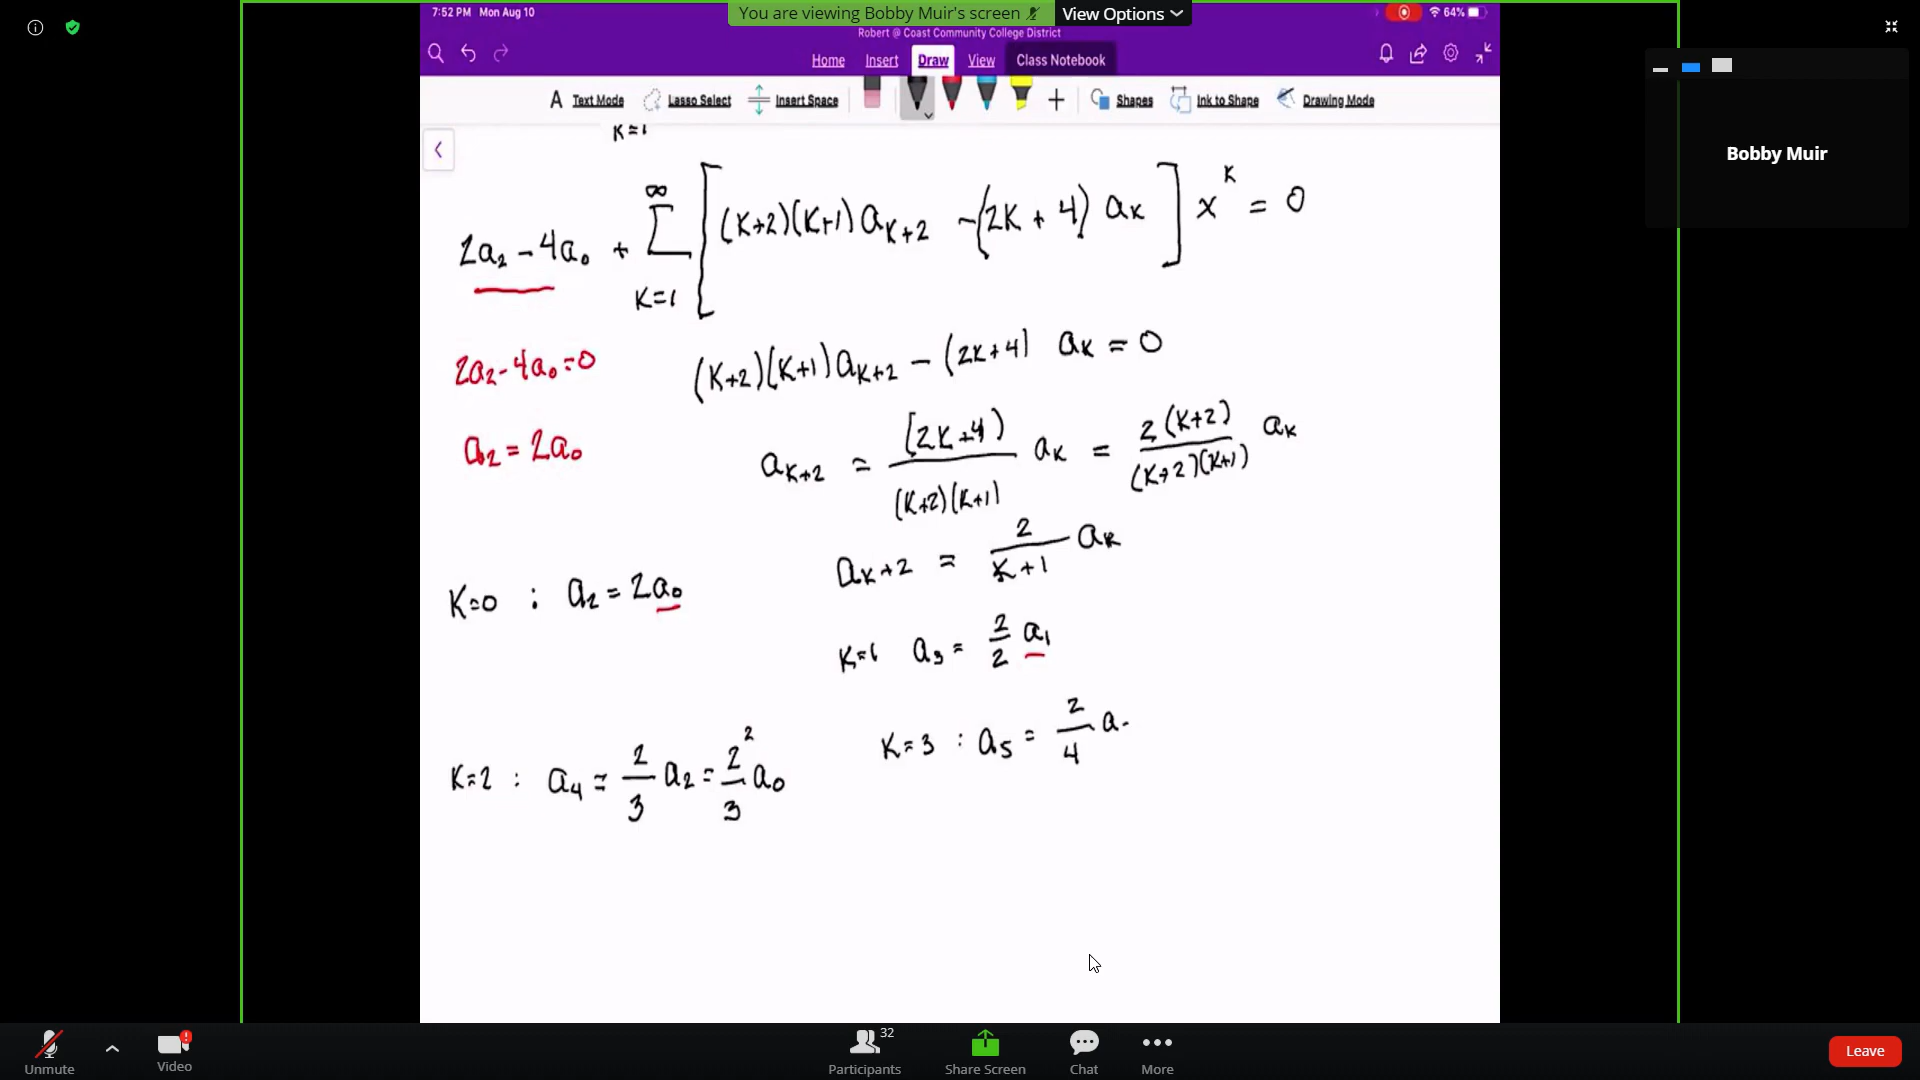 7:52 PM Mon Aug 10
You are viewing Bobby Muir's screen
View Options
64%
Robert @ Coast Community College District
Home Insert Draw View Class Notebook
Text Mode Lasso Select Insert Space Shapes Ink to Shape Drawing Mode
Bobby Muir
K=1
2a₂ - 4a₀ + ∑ K=1 ∞ [(K+2)(K+1) a_{K+2} - (2K+4) a_K] x^K = 0
2a₂ - 4a₀ = 0
(K+2)(K+1) a_{K+2} - (2K+4) a_K = 0
a₂ = 2a₀
a_{K+2} = (2K+4)/((K+2)(K+1)) a_K = 2(K+2)/((K+2)(K+1)) a_K
a_{K+2} = 2/(K+1) a_K
K=0 : a₂ = 2a₀
K=1 a₃ = 2/2 a₁
K=3 : a₅ = 2/4 a
K=2 : a₄ = 2/3 a₂ = 2²/3 a₀
Unmute
Video
32
Participants
Share Screen
Chat
More
Leave